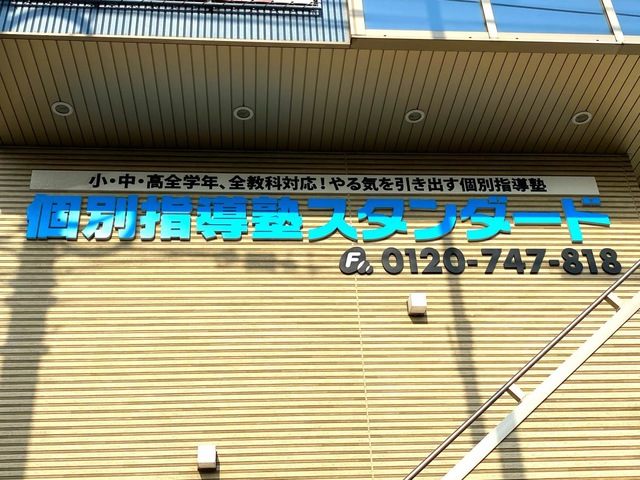 小・中・高全学年、全教科対応！やる気を引き出す個別指導塾
個別指導塾スタンダード
F 0120-747-818